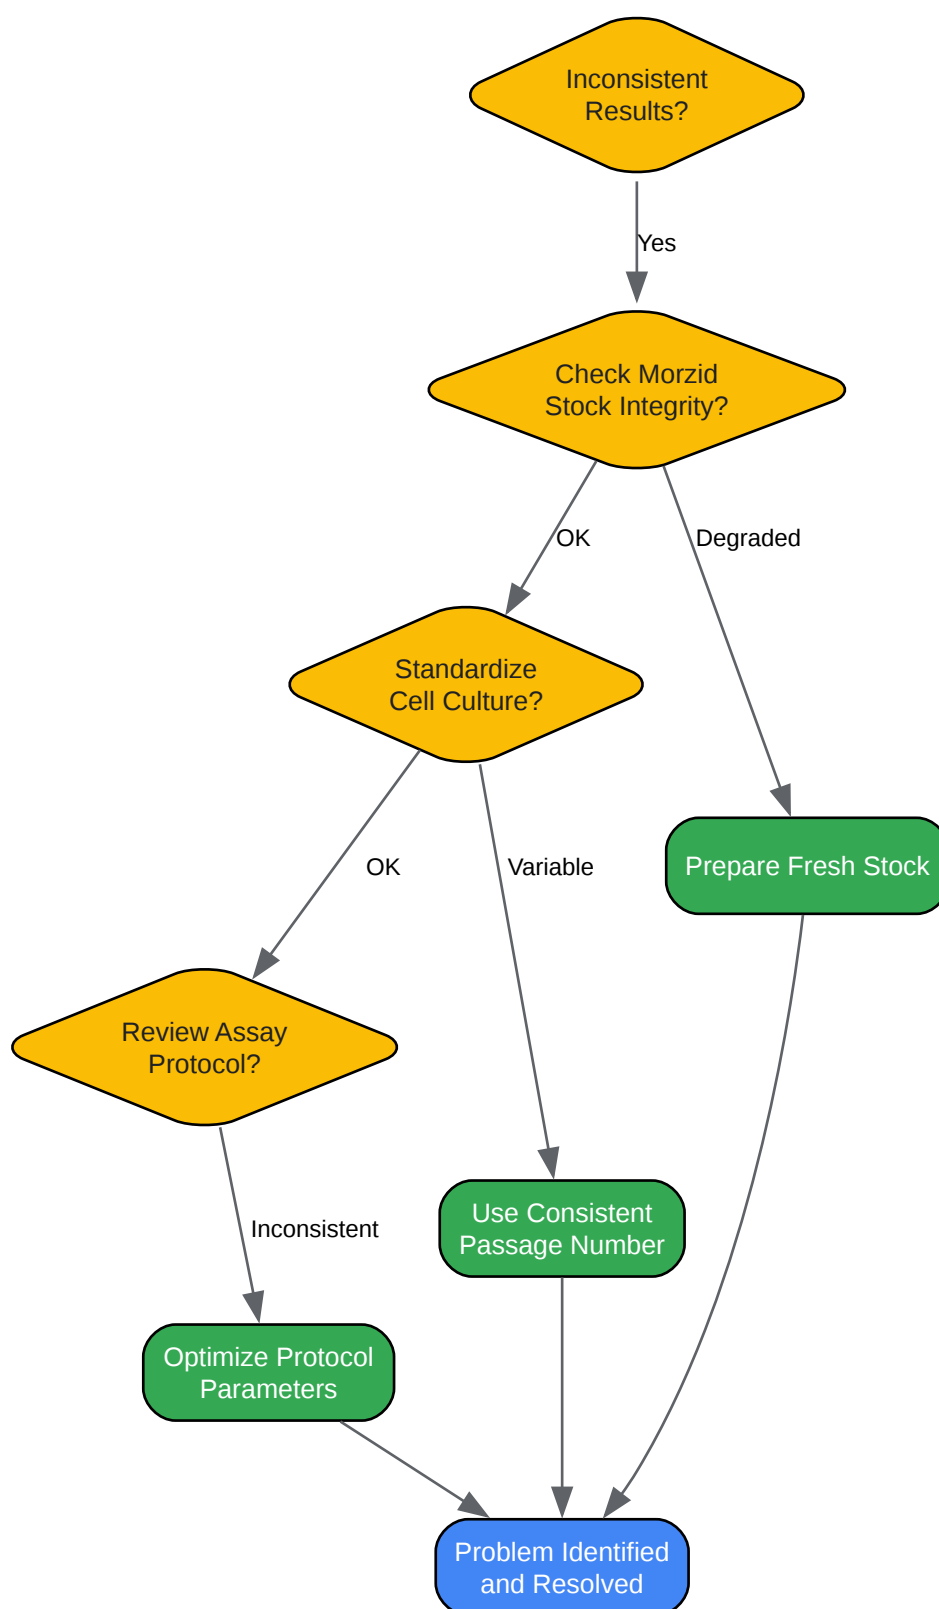 Inconsistent
Results?
Yes
Check Morzid
Stock Integrity?
OK
Degraded
Standardize
Cell Culture?
OK
Variable
Prepare Fresh Stock
Review Assay
Protocol?
Inconsistent
Use Consistent
Passage Number
Optimize Protocol
Parameters
Problem Identified
and Resolved